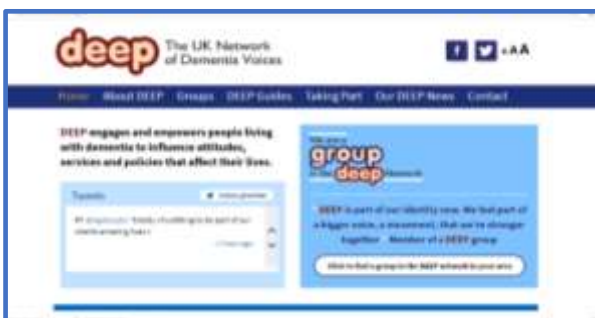 deep The UK Network
of Dementia Voices
f A A
Home About DEEP Groups DEEP Guides Taking Part Our DEEP News Contact
DEEP engages and empowers people living
with dementia to influence attitudes,
services and policies that affect their lives.
Tweets
group
deep Network
DEEP is part of our identity now. We feel part of
a bigger voice, a movement, that we're stronger
together Member of a DEEP group
Click to find a group in the DEEP network in your area